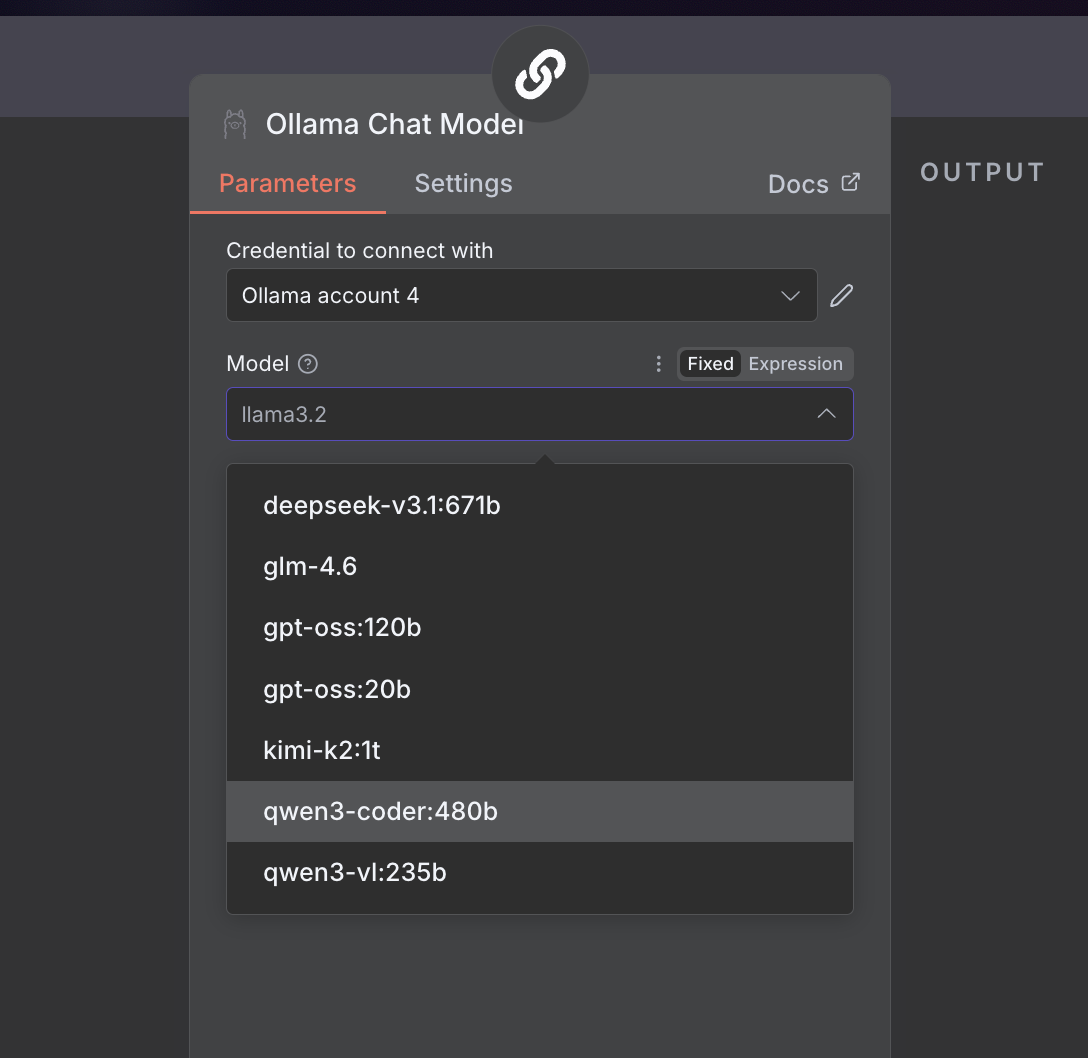 Ollama Chat Model
Parameters Settings Docs
OUTPUT
Credential to connect with
Ollama account 4
Model Fixed Expression
llama3.2
deepseek-v3.1:671b
glm-4.6
gpt-oss:120b
gpt-oss:20b
kimi-k2:1t
qwen3-coder:480b
qwen3-vl:235b